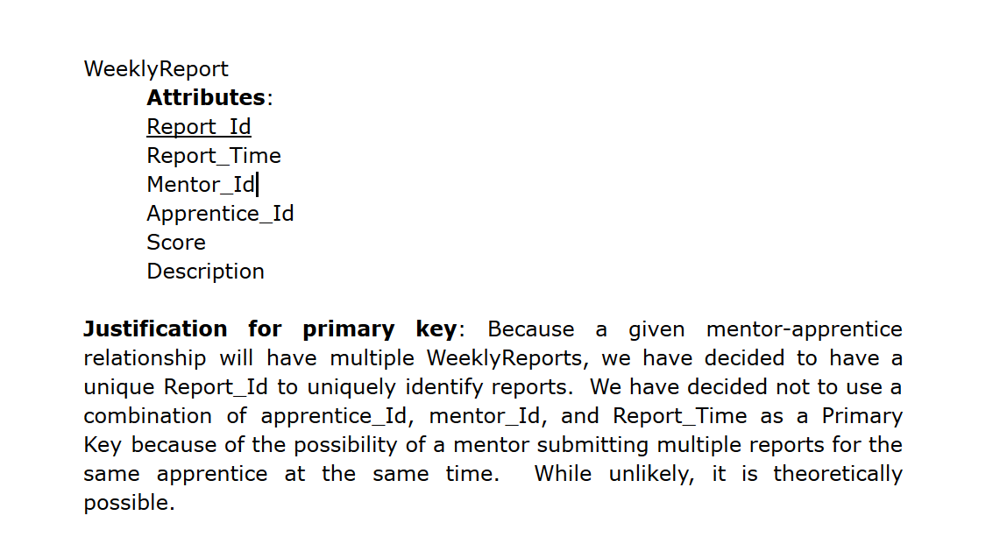 WeeklyReport
Attributes:
Report_Id
Report_Time
Mentor_Id
Apprentice_Id
Score
Description
Justification for primary key: Because a given mentor-apprentice
relationship will have multiple WeeklyReports, we have decided to have a
unique Report_Id to uniquely identify reports.  We have decided not to use a
combination of apprentice_Id, mentor_Id, and Report_Time as a Primary
Key because of the possibility of a mentor submitting multiple reports for the
same apprentice at the same time.  While unlikely, it is theoretically
possible.